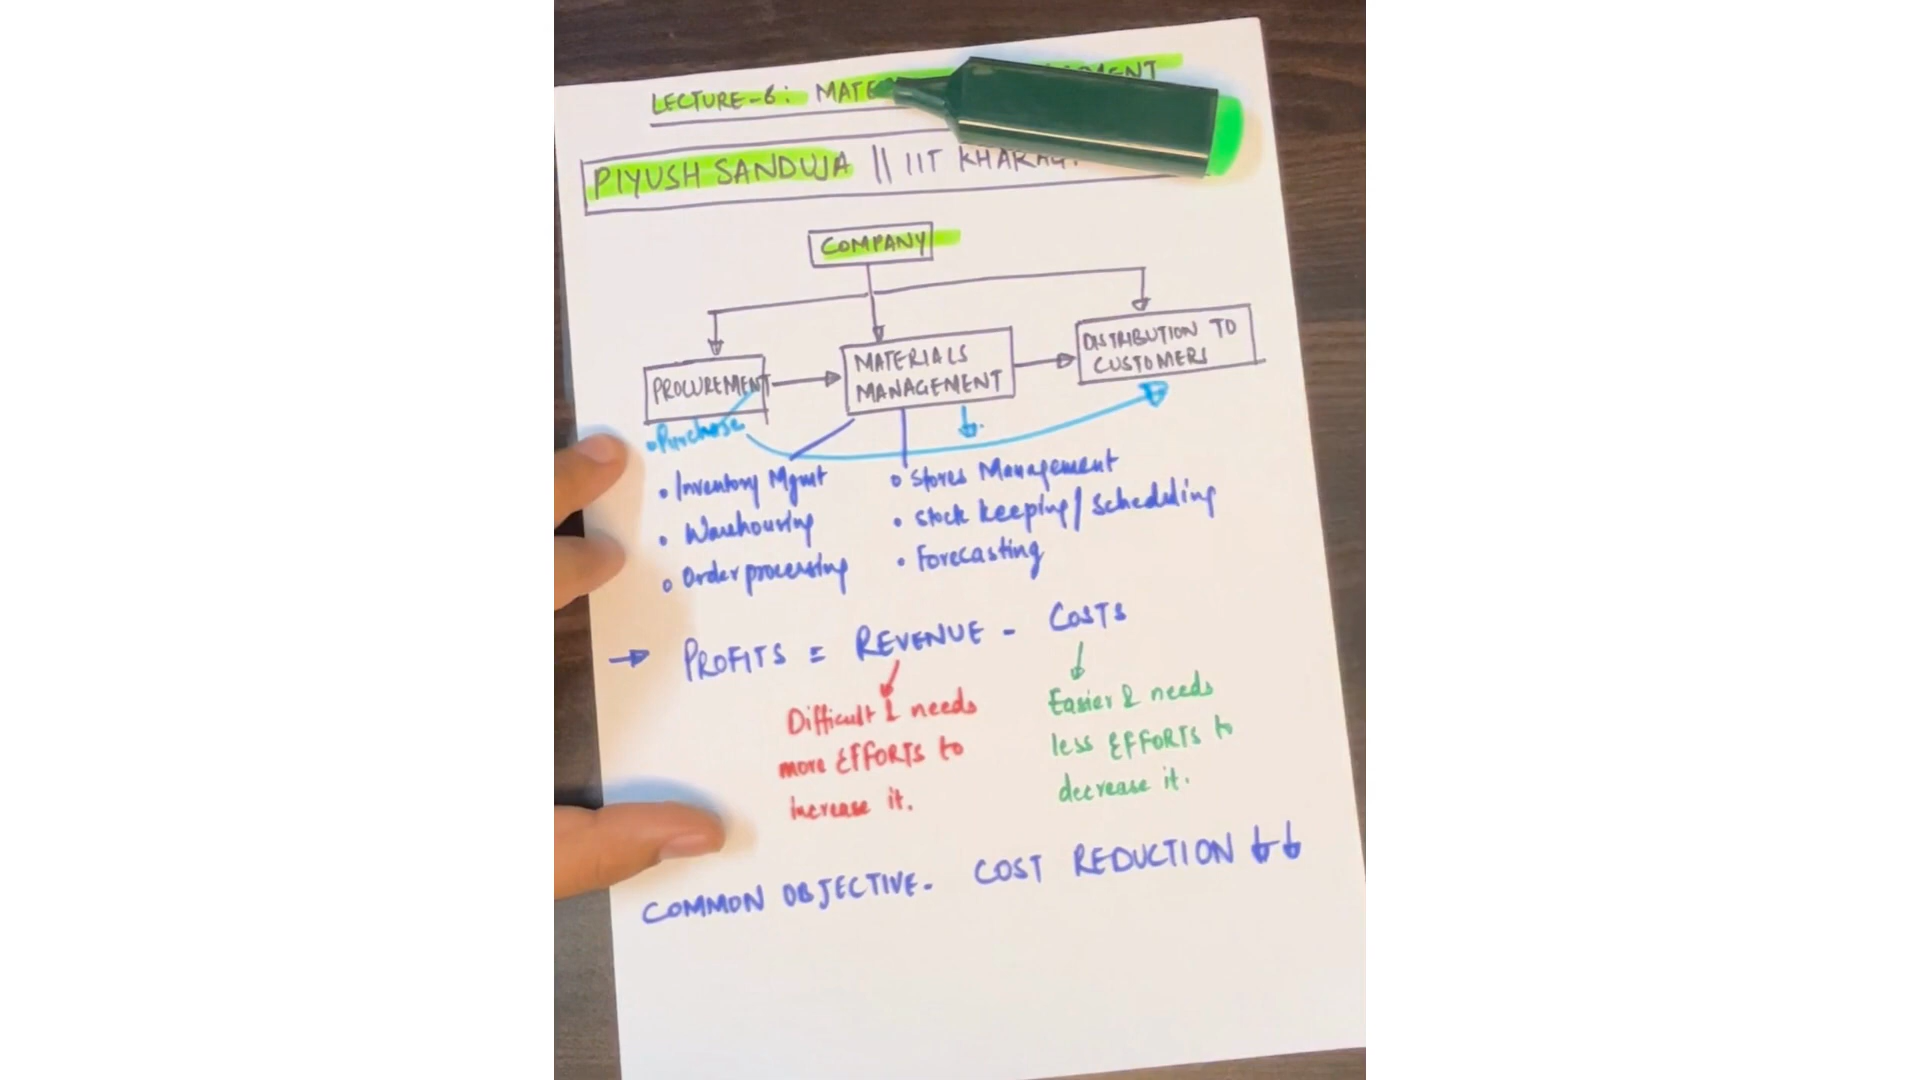 LECTURE-6: MATE MENT
PIYUSH SANDUJA || IIT KHARAG
COMPANY
PROCUREMENT
MATERIALS
MANAGEMENT
DISTRIBUTION TO
CUSTOMERS
• Purchase
• Inventory Mgmt
• Warehousing
• Order processing
• Stores Management
• Stock keeping/Scheduling
• Forecasting
→ PROFITS = REVENUE - COSTS
Difficult & needs
more EFFORTS to
increase it.
Easier & needs
less EFFORTS to
decrease it.
COMMON OBJECTIVE- COST REDUCTION ↓↓